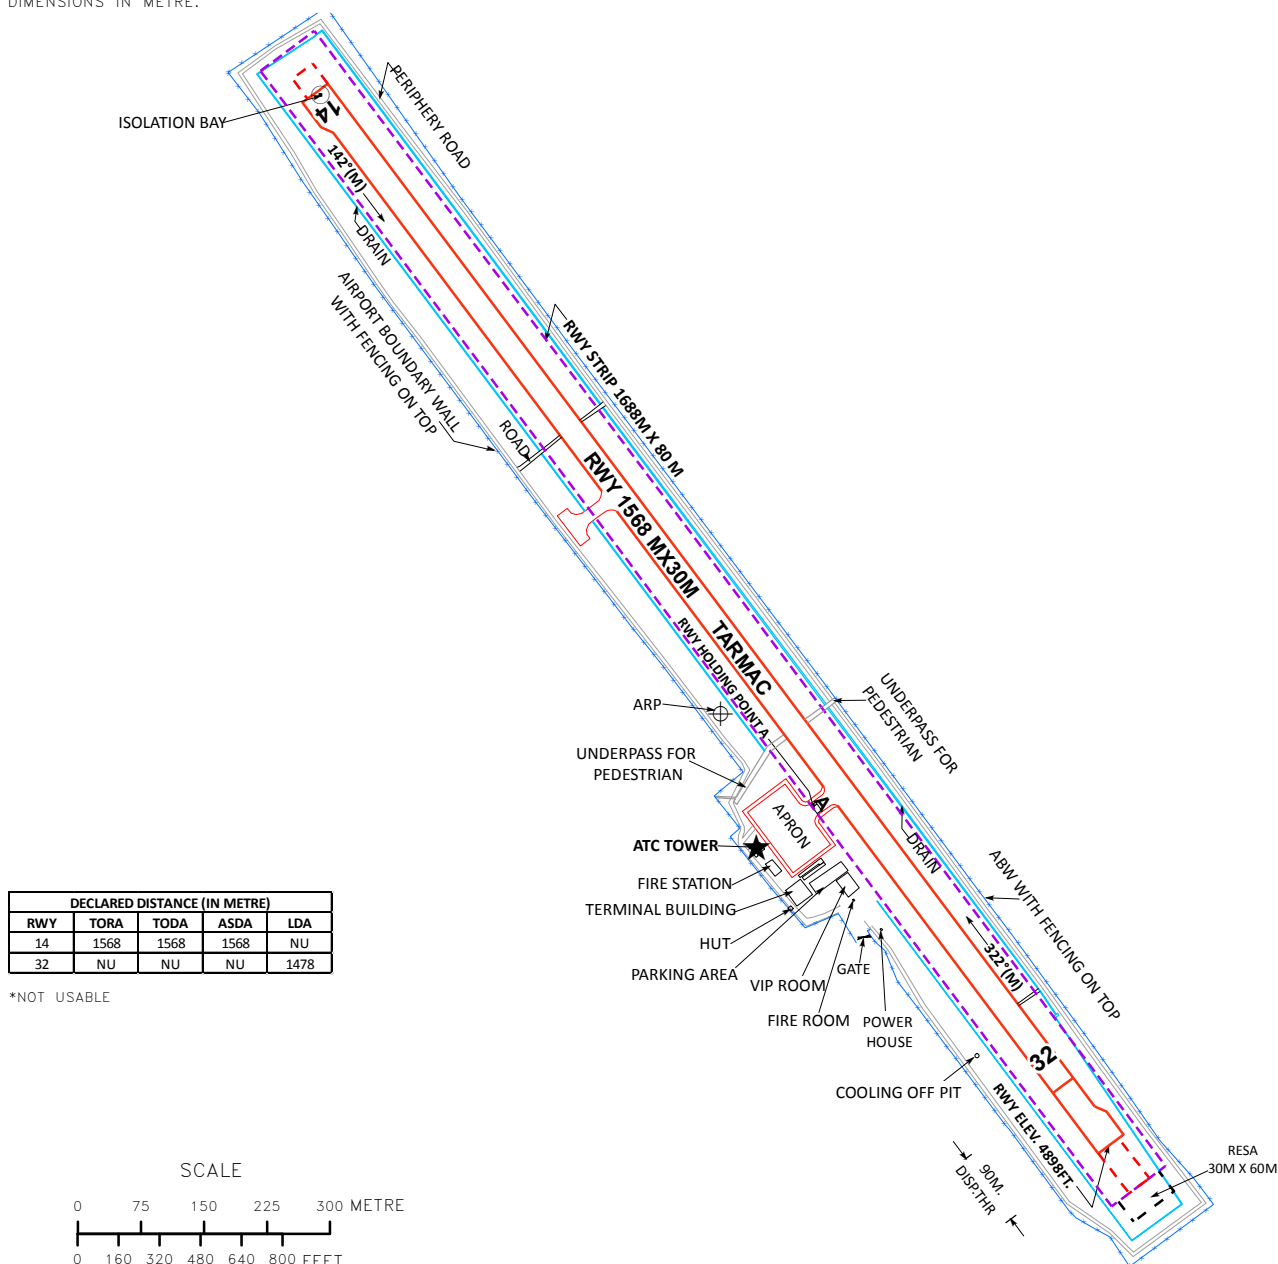 DIMENSIONS IN METRE.
PERIPHERY ROAD
ISOLATION BAY
14
142°(M)
DRAIN
AIRPORT BOUNDARY WALL
WITH FENCING ON TOP
RWY STRIP 1688M X 80 M
ROAD
RWY 1568 MX30M
TARMAC
RWY HOLDING POINT A
ARP
UNDERPASS FOR
PEDESTRIAN
UNDERPASS FOR
PEDESTRIAN
A
APRON
ATC TOWER
DRAIN
ABW WITH FENCING ON TOP
FIRE STATION
TERMINAL BUILDING
HUT
PARKING AREA
VIP ROOM
GATE
FIRE ROOM
POWER
HOUSE
322°(M)
32
COOLING OFF PIT
RWY ELEV. 4898FT.
90M.
DISP.THR
RESA
30M X 60M
DECLARED DISTANCE (IN METRE)
RWY TORA TODA ASDA LDA
14 1568 1568 1568 NU
32 NU NU NU 1478
*NOT USABLE
SCALE
0 75 150 225 300 METRE
0 160 320 480 640 800 FEET